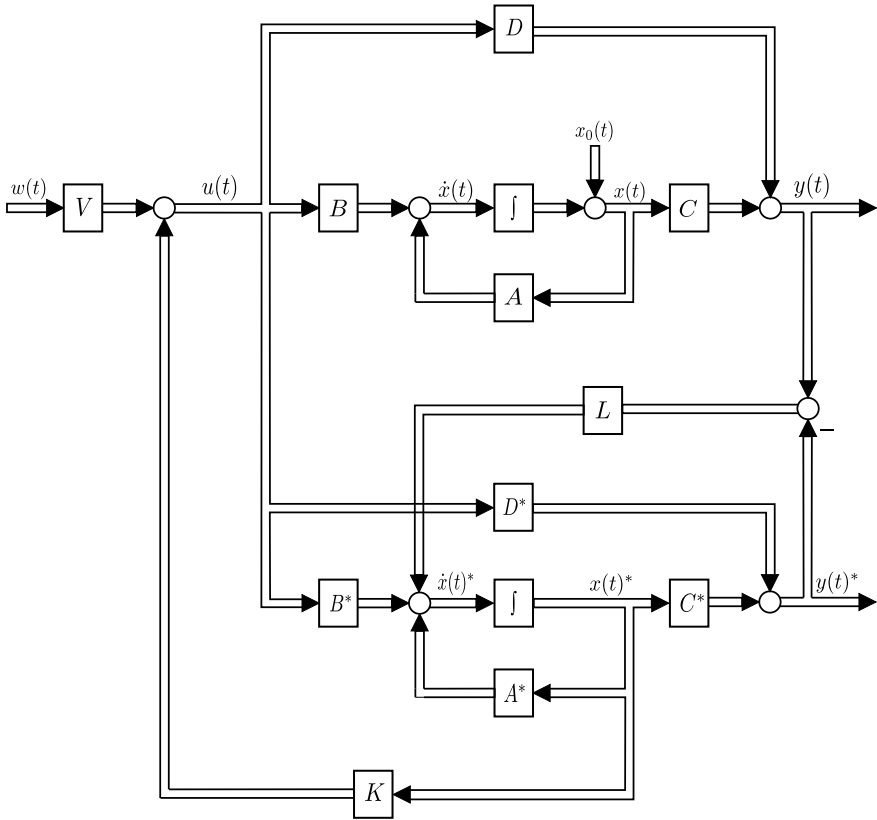 D
x₀(t)
w(t) V u(t) B ẋ(t) ∫ x(t) C y(t)
A
L
−
D*
B* ẋ(t)* ∫ x(t)* C* y(t)*
A*
K